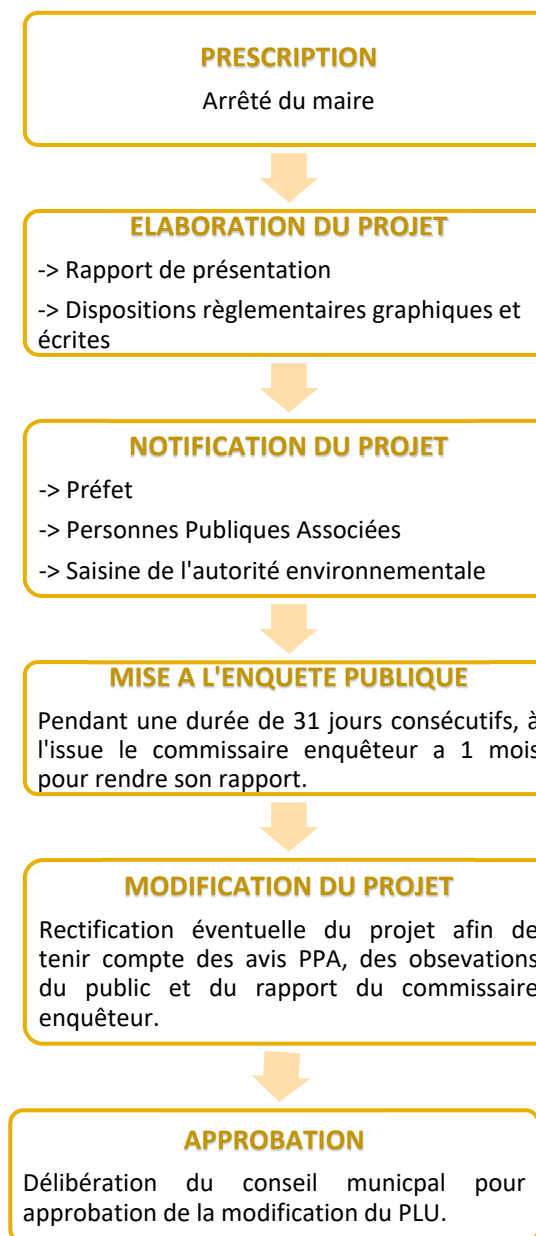 PRESCRIPTION
Arrêté du maire
ELABORATION DU PROJET
-> Rapport de présentation
-> Dispositions règlementaires graphiques et
écrites
NOTIFICATION DU PROJET
-> Préfet
-> Personnes Publiques Associées
-> Saisine de l'autorité environnementale
MISE A L'ENQUETE PUBLIQUE
Pendant une durée de 31 jours consécutifs, à
l'issue le commissaire enquêteur a 1 mois
pour rendre son rapport.
MODIFICATION DU PROJET
Rectification éventuelle du projet afin de
tenir compte des avis PPA, des obsevations
du public et du rapport du commissaire
enquêteur.
APPROBATION
Délibération du conseil municpal pour
approbation de la modification du PLU.